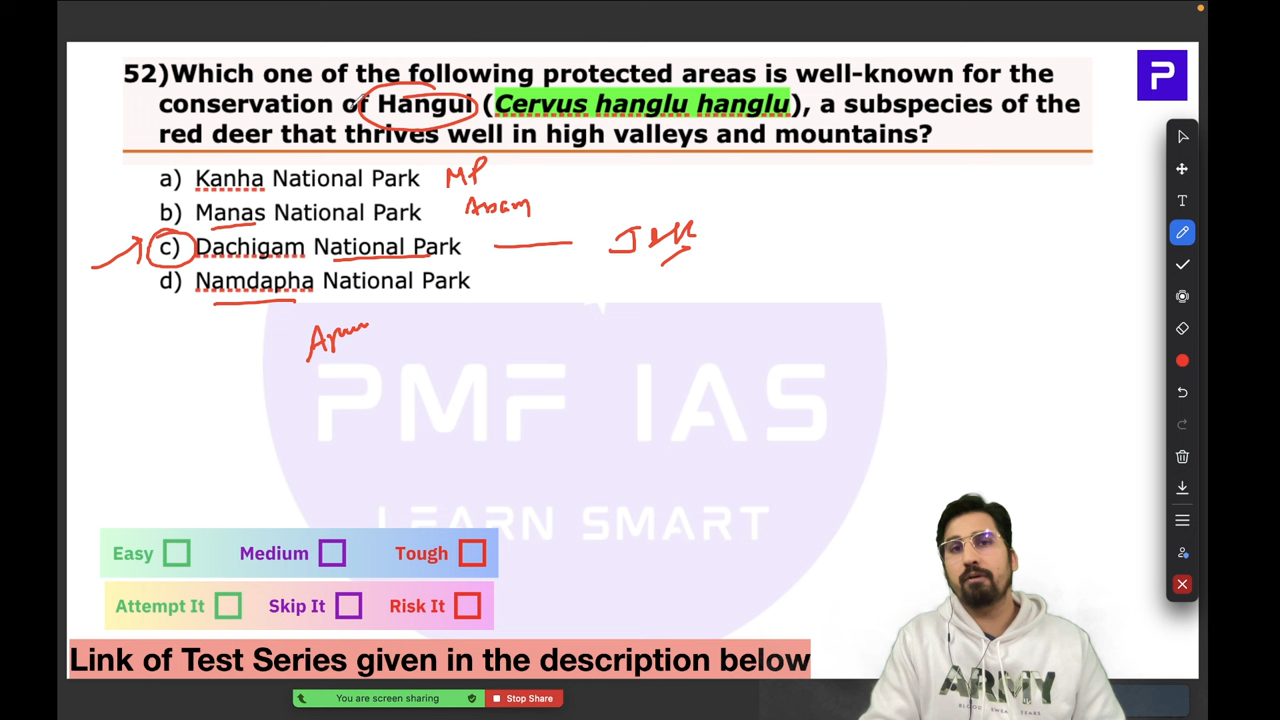 52)Which one of the following protected areas is well-known for the
conservation of Hangul (Cervus hanglu hanglu), a subspecies of the
red deer that thrives well in high valleys and mountains?
a) Kanha National Park MP
b) Manas National Park Assam
c) Dachigam National Park J&K
d) Namdapha National Park
PMF IAS
LEARN SMART
Easy Medium Tough
Attempt It Skip It Risk It
Link of Test Series given in the description below
You are screen sharing Stop Share
ARMY
BLOOD SWEAT TEARS
P
T